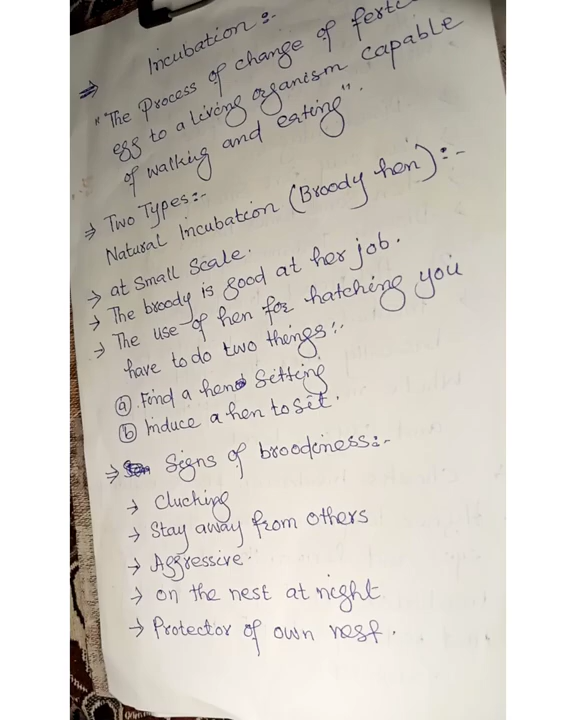 ⇒ Incubation :-
"The Process of change of ferti
egg to a living organism capable
of walking and eating".
⇒ Two Types:-
Natural Incubation (Broody hen):-
→ at Small Scale.
→ The broody is good at her job.
→ The use of hen for hatching you
have to do two things:-
(a) Find a hen Setting
(b) Induce a hen to sit.
⇒ Signs of broodiness:-
→ Cluching
→ Stay away from others
→ Aggressive.
→ on the nest at night
→ Protector of own nest.